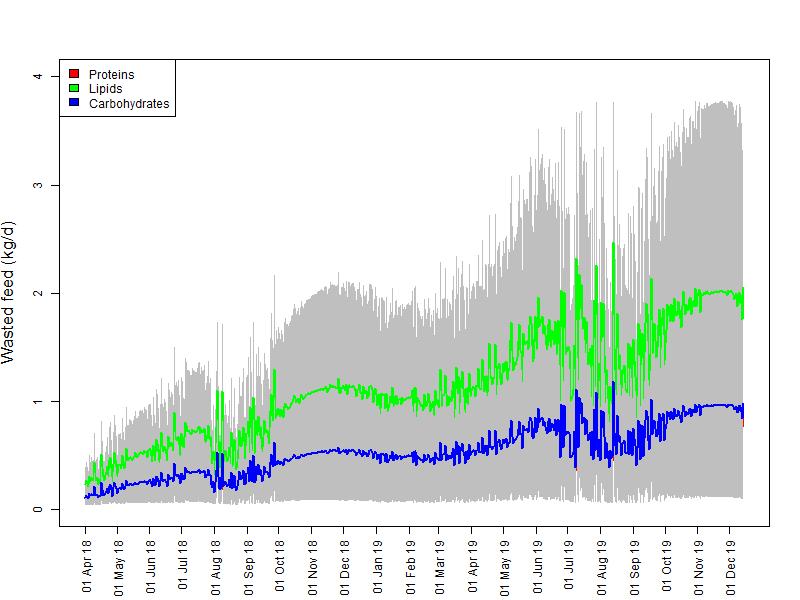 Proteins
Lipids
Carbohydrates
Wasted feed (kg/d)
4
3
2
1
0
01 Apr 18
01 May 18
01 Jun 18
01 Jul 18
01 Aug 18
01 Sep 18
01 Oct 18
01 Nov 18
01 Dec 18
01 Jan 19
01 Feb 19
01 Mar 19
01 Apr 19
01 May 19
01 Jun 19
01 Jul 19
01 Aug 19
01 Sep 19
01 Oct 19
01 Nov 19
01 Dec 19